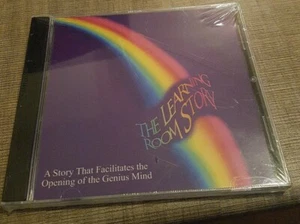 THE LEARNING
ROOM STORY
A Story That Facilitates the
Opening of the Genius Mind